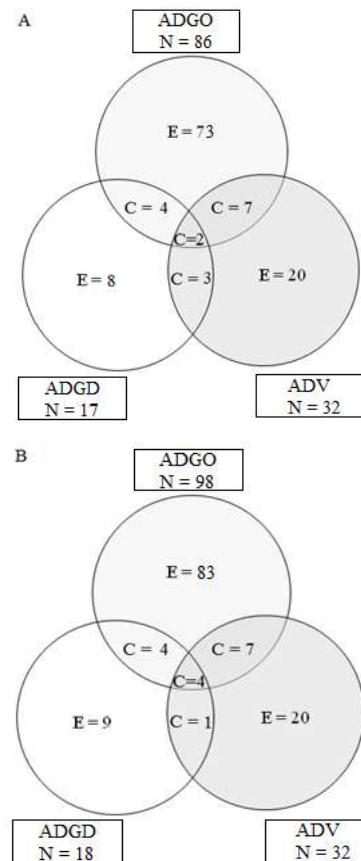 A
ADGO
N = 86
E = 73
C = 4
C = 7
C=2
E = 8
C = 3
E = 20
ADGD
N = 17
ADV
N = 32
B
ADGO
N = 98
E = 83
C = 4
C = 7
C=4
E = 9
C = 1
E = 20
ADGD
N = 18
ADV
N = 32